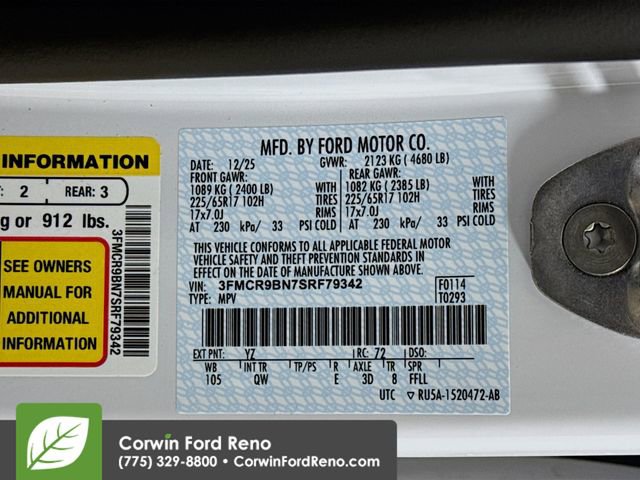 INFORMATION
2 REAR: 3
g or 912 lbs.
SEE OWNERS
MANUAL FOR
ADDITIONAL
INFORMATION
3FMCR9BN7SRF79342
MFD. BY FORD MOTOR CO.
DATE: 12/25 GVWR: 2123 KG ( 4680 LB)
FRONT GAWR: REAR GAWR:
1089 KG ( 2400 LB) WITH 1082 KG ( 2385 LB) WITH
225/65R17 102H TIRES 225/65R17 102H TIRES
17x7.0J RIMS 17x7.0J RIMS
AT 230 kPa/ 33 PSI COLD AT 230 kPa/ 33 PSI COLD
THIS VEHICLE CONFORMS TO ALL APPLICABLE FEDERAL MOTOR
VEHICLE SAFETY AND THEFT PREVENTION STANDARDS IN
EFFECT ON THE DATE OF MANUFACTURE SHOWN ABOVE.
VIN: 3FMCR9BN7SRF79342 F0114
TYPE: MPV T0293
EXT PNT: YZ RC: 72 DSO:
WB INT TR TP/PS R AXLE TR SPR
105 QW E 3D 8 FFLL
UTC RU5A-1520472-AB
Corwin Ford Reno
(775) 329-8800 • CorwinFordReno.com